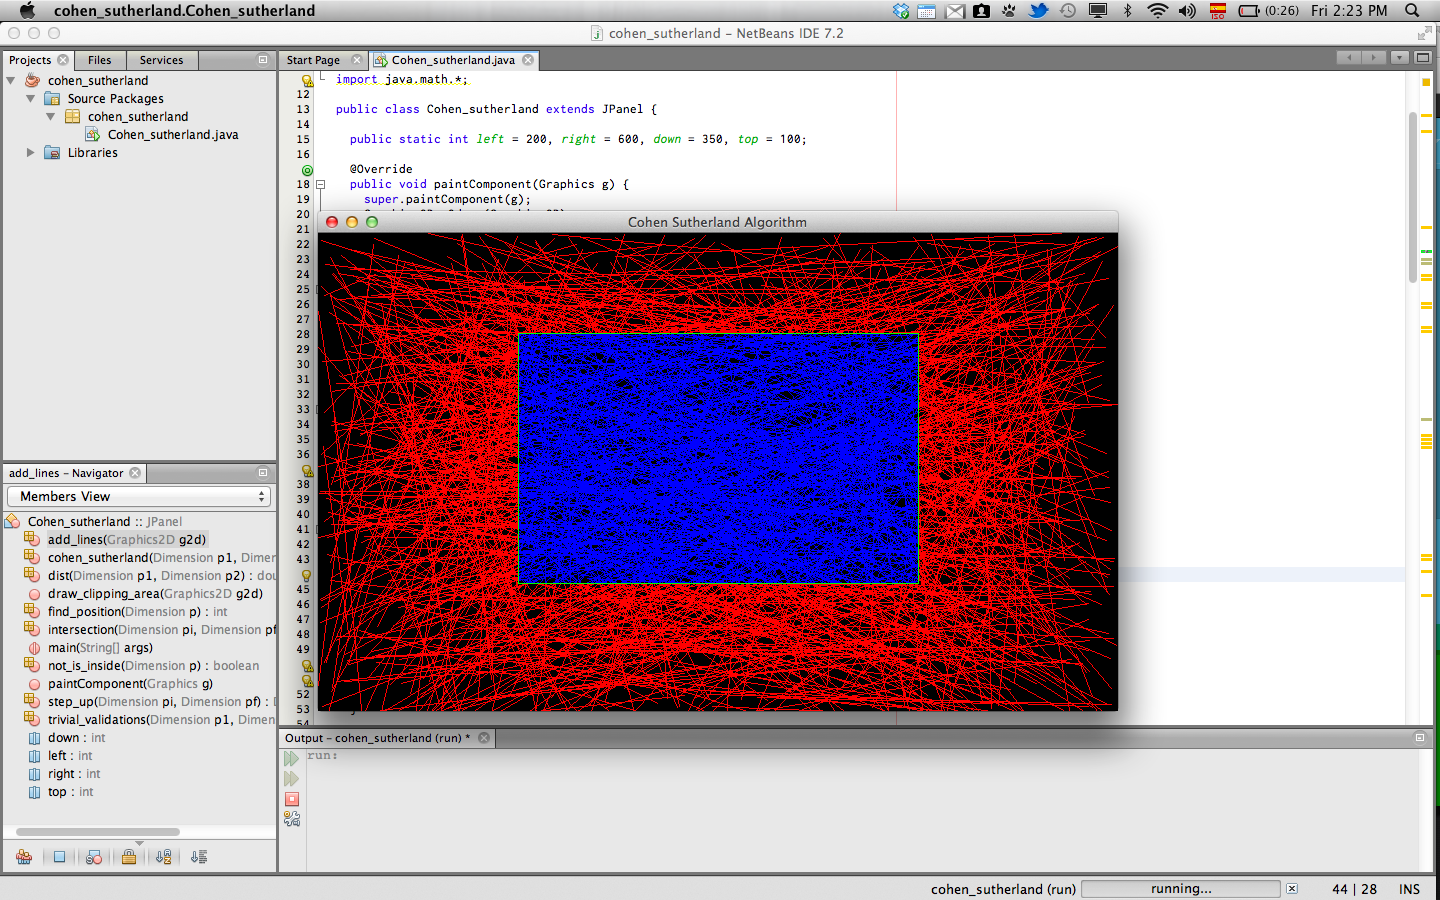 cohen_sutherland.Cohen_sutherland
ISO (0:26) Fri 2:23 PM
cohen_sutherland – NetBeans IDE 7.2
Projects Files Services
Start Page Cohen_sutherland.java
cohen_sutherland
Source Packages
cohen_sutherland
Cohen_sutherland.java
Libraries
import java.math.*;
12
13 public class Cohen_sutherland extends JPanel {
14
15 public static int left = 200, right = 600, down = 350, top = 100;
16
@Override
18 public void paintComponent(Graphics g) {
19 super.paintComponent(g);
20
21
22
23
24
25
26
27
28
29
30
31
32
33
34
35
36
38
39
40
41
42
43
45
46
47
48
49
52
53
54
Cohen Sutherland Algorithm
add_lines – Navigator
Members View
Cohen_sutherland :: JPanel
add_lines(Graphics2D g2d)
cohen_sutherland(Dimension p1, Dimen
dist(Dimension p1, Dimension p2) : dou
draw_clipping_area(Graphics2D g2d)
find_position(Dimension p) : int
intersection(Dimension pi, Dimension pf
main(String[] args)
not_is_inside(Dimension p) : boolean
paintComponent(Graphics g)
step_up(Dimension pi, Dimension pf) :
trivial_validations(Dimension p1, Dimen
down : int
left : int
right : int
top : int
Output – cohen_sutherland (run) *
run:
cohen_sutherland (run) running... 44 | 28 INS